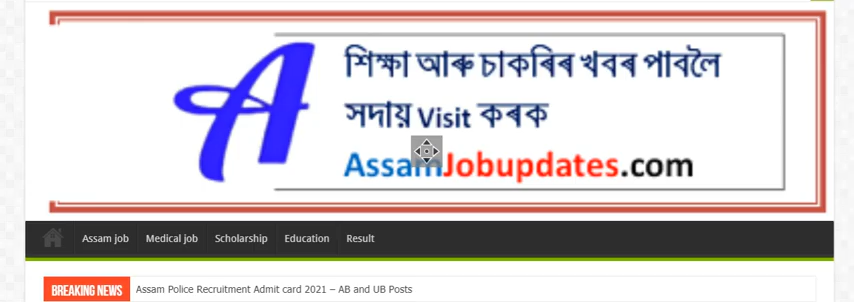 A
শিক্ষা আৰু চাকৰিৰ খবৰ পাবলৈ
সদায় Visit কৰক
AssamJobupdates.com
Assam job Medical job Scholarship Education Result
BREAKING NEWS Assam Police Recruitment Admit card 2021 – AB and UB Posts